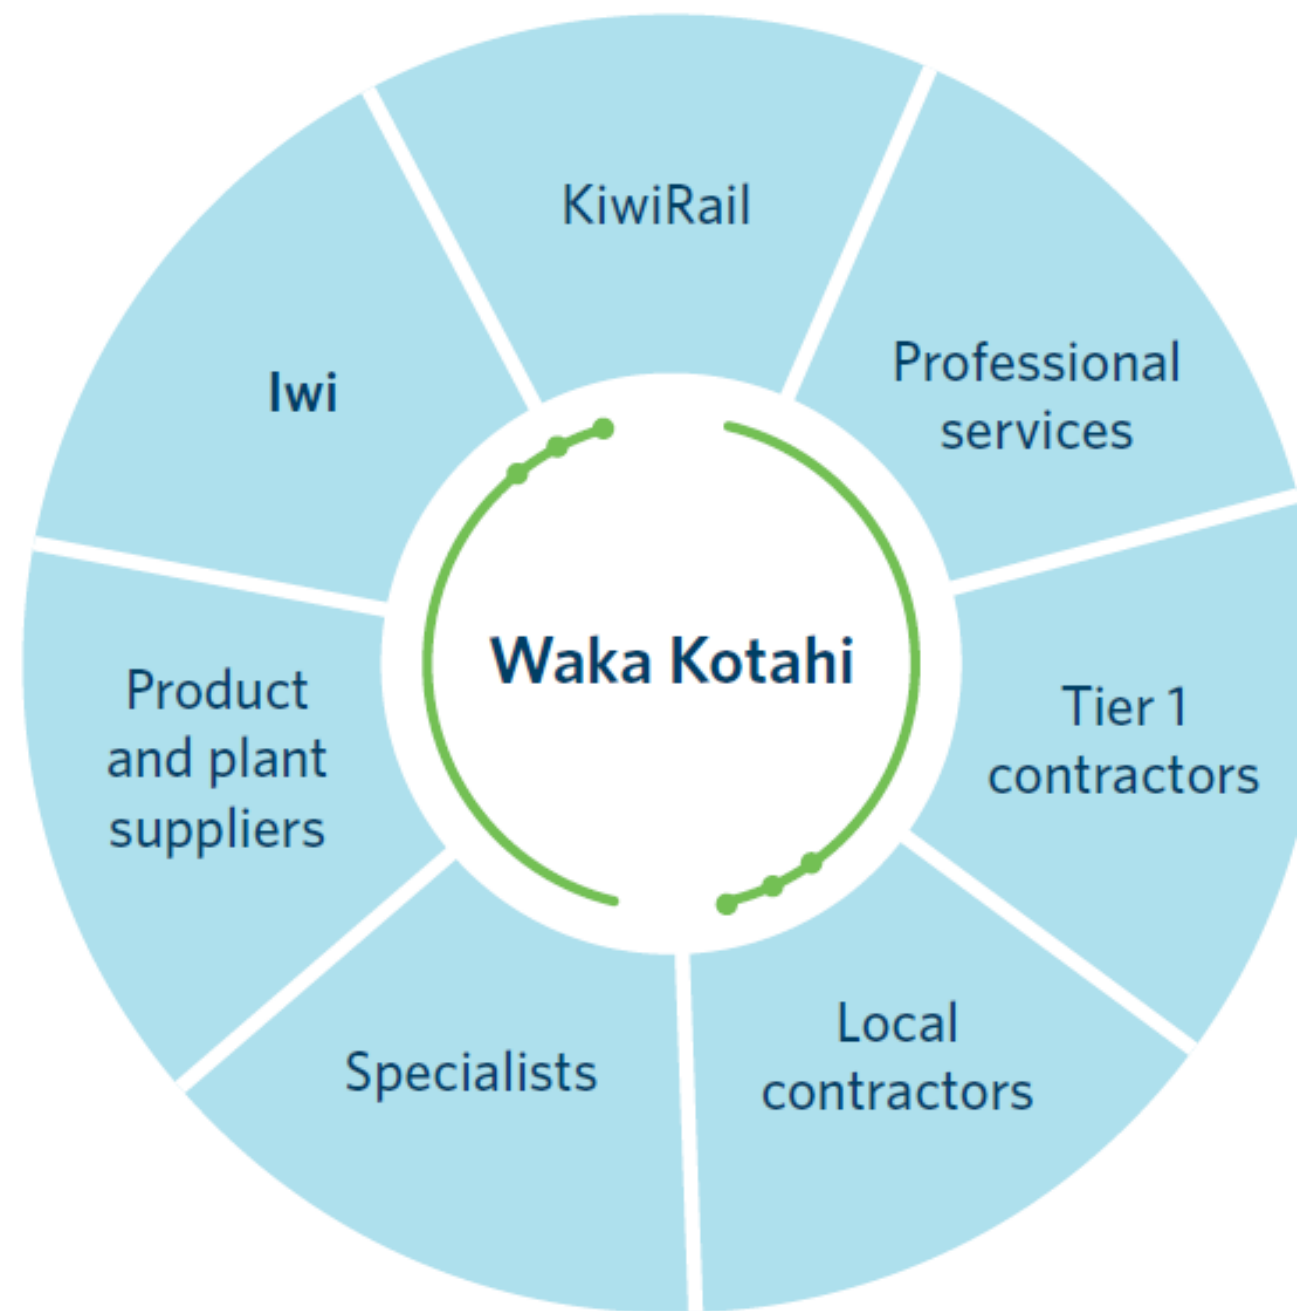 KiwiRail
Professional
services
Tier 1
contractors
Local
contractors
Specialists
Product
and plant
suppliers
Iwi
Waka Kotahi